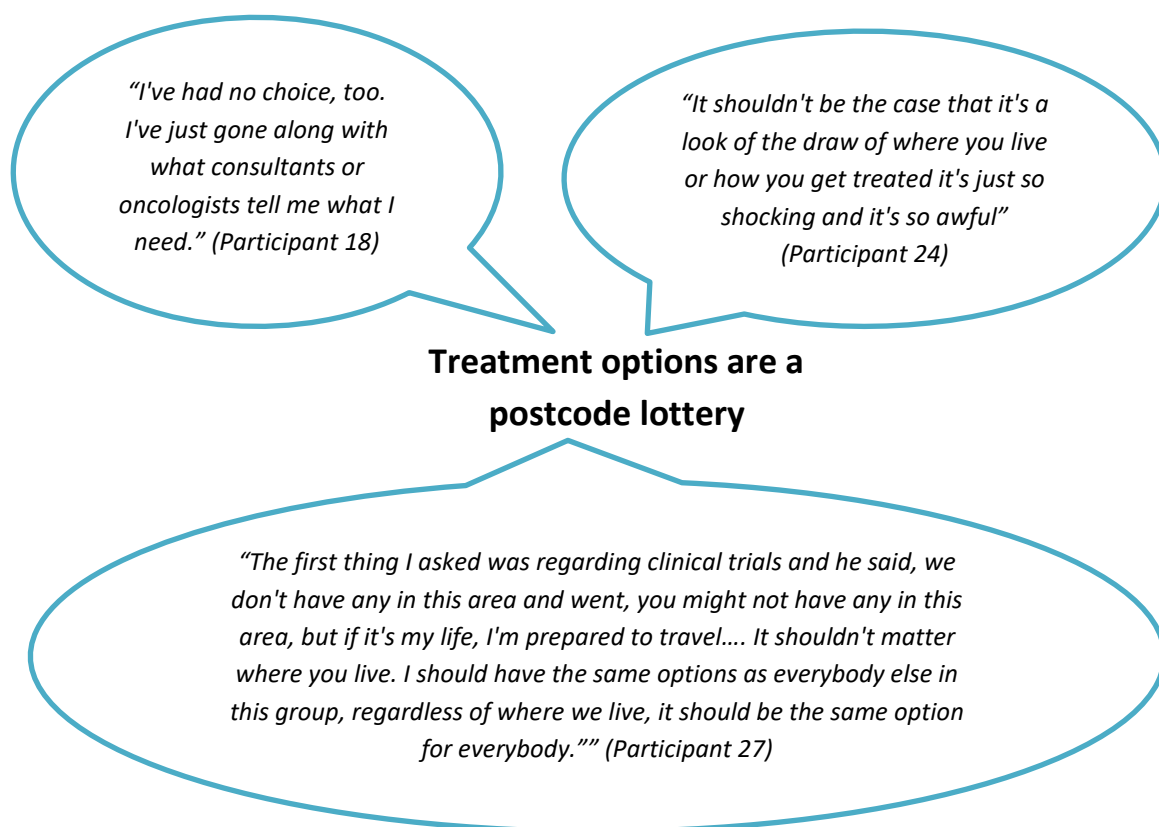 “I've had no choice, too.
I've just gone along with
what consultants or
oncologists tell me what I
need.” (Participant 18)
“It shouldn't be the case that it's a
look of the draw of where you live
or how you get treated it's just so
shocking and it's so awful”
(Participant 24)
Treatment options are a
postcode lottery
“The first thing I asked was regarding clinical trials and he said, we
don't have any in this area and went, you might not have any in this
area, but if it's my life, I'm prepared to travel…. It shouldn't matter
where you live. I should have the same options as everybody else in
this group, regardless of where we live, it should be the same option
for everybody.”” (Participant 27)